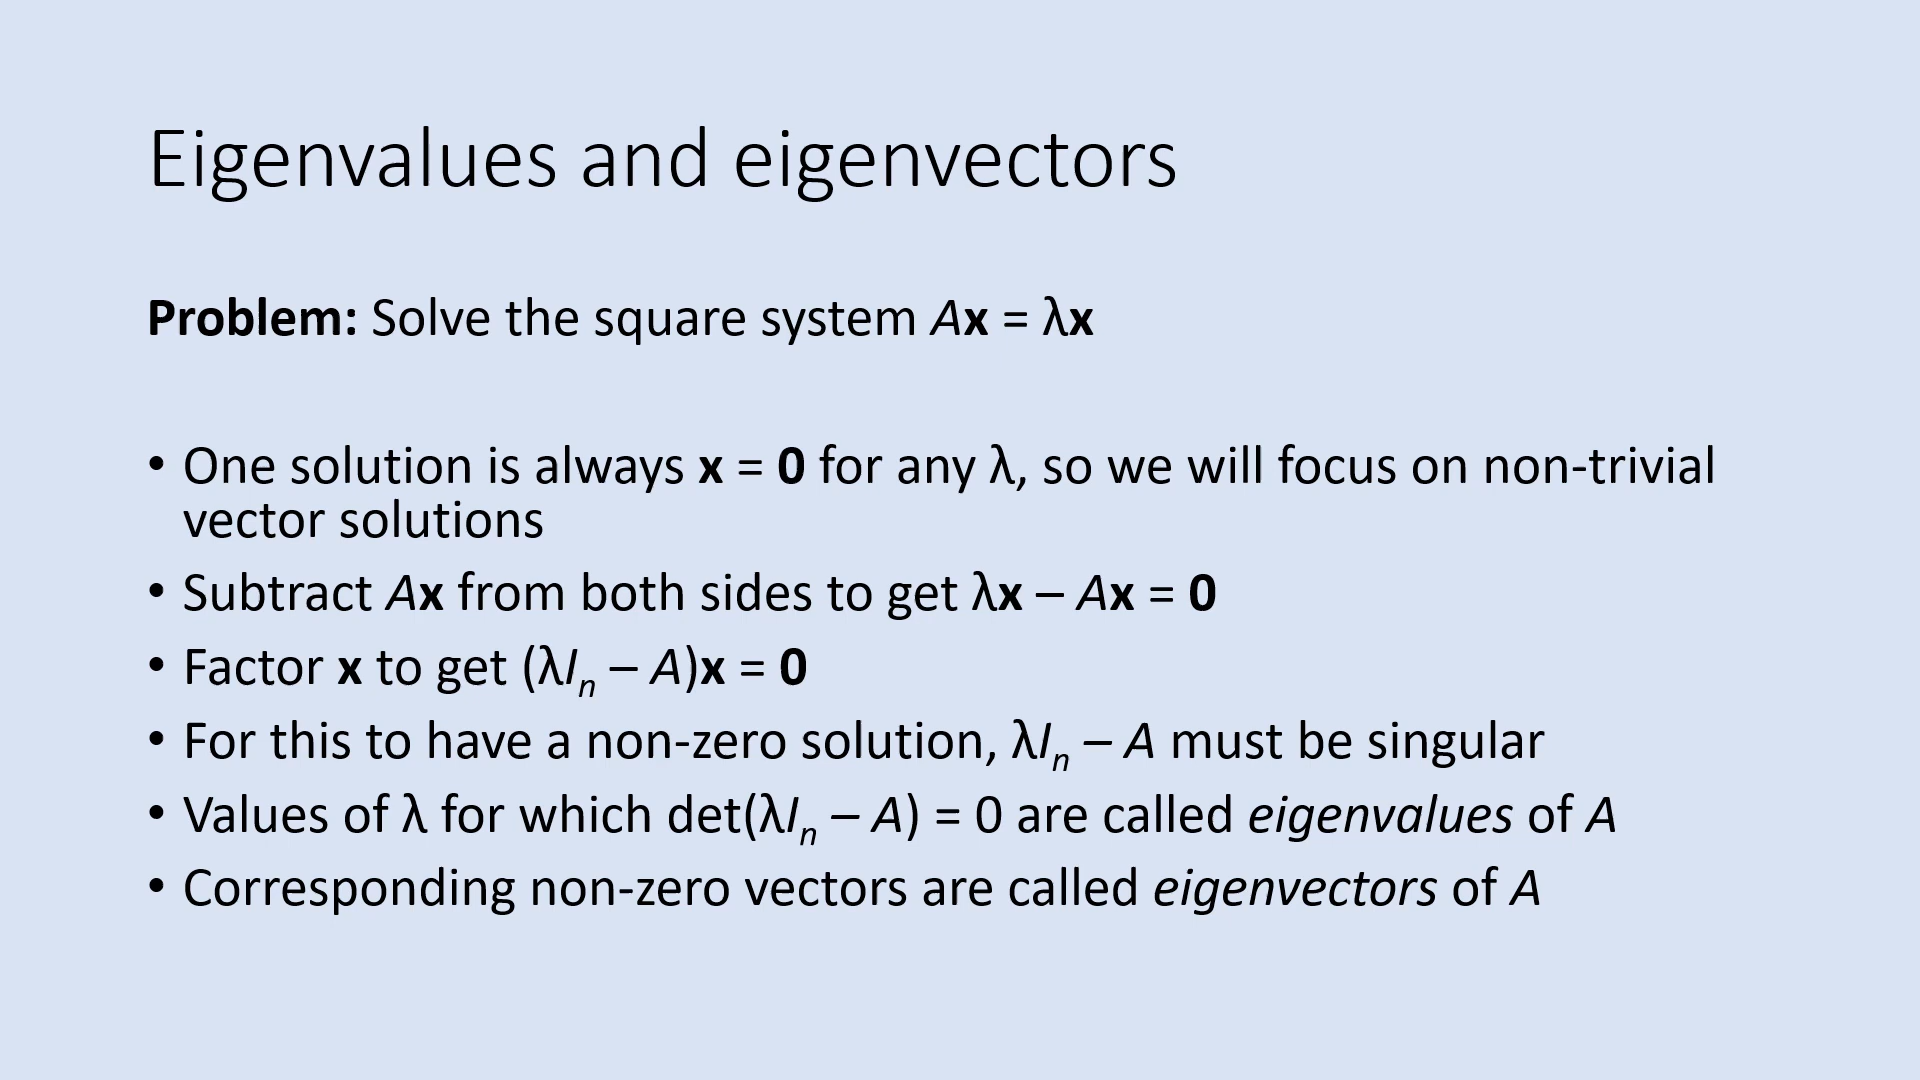 Eigenvalues and eigenvectors
Problem: Solve the square system Ax = λx
• One solution is always x = 0 for any λ, so we will focus on non-trivial
vector solutions
• Subtract Ax from both sides to get λx – Ax = 0
• Factor x to get (λIₙ – A)x = 0
• For this to have a non-zero solution, λIₙ – A must be singular
• Values of λ for which det(λIₙ – A) = 0 are called eigenvalues of A
• Corresponding non-zero vectors are called eigenvectors of A